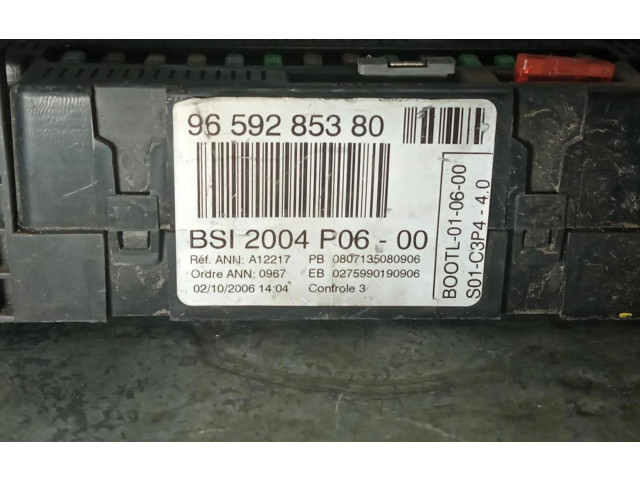 96 592 853 80
BSI 2004 P06 - 00
Réf. ANN: A12217 PB 0807135080906
Ordre ANN: 0967 EB 0275990190906
02/10/2006 14:04 Controle 3
BOOTL-01-06-00
S01-C3P4 - 4.0